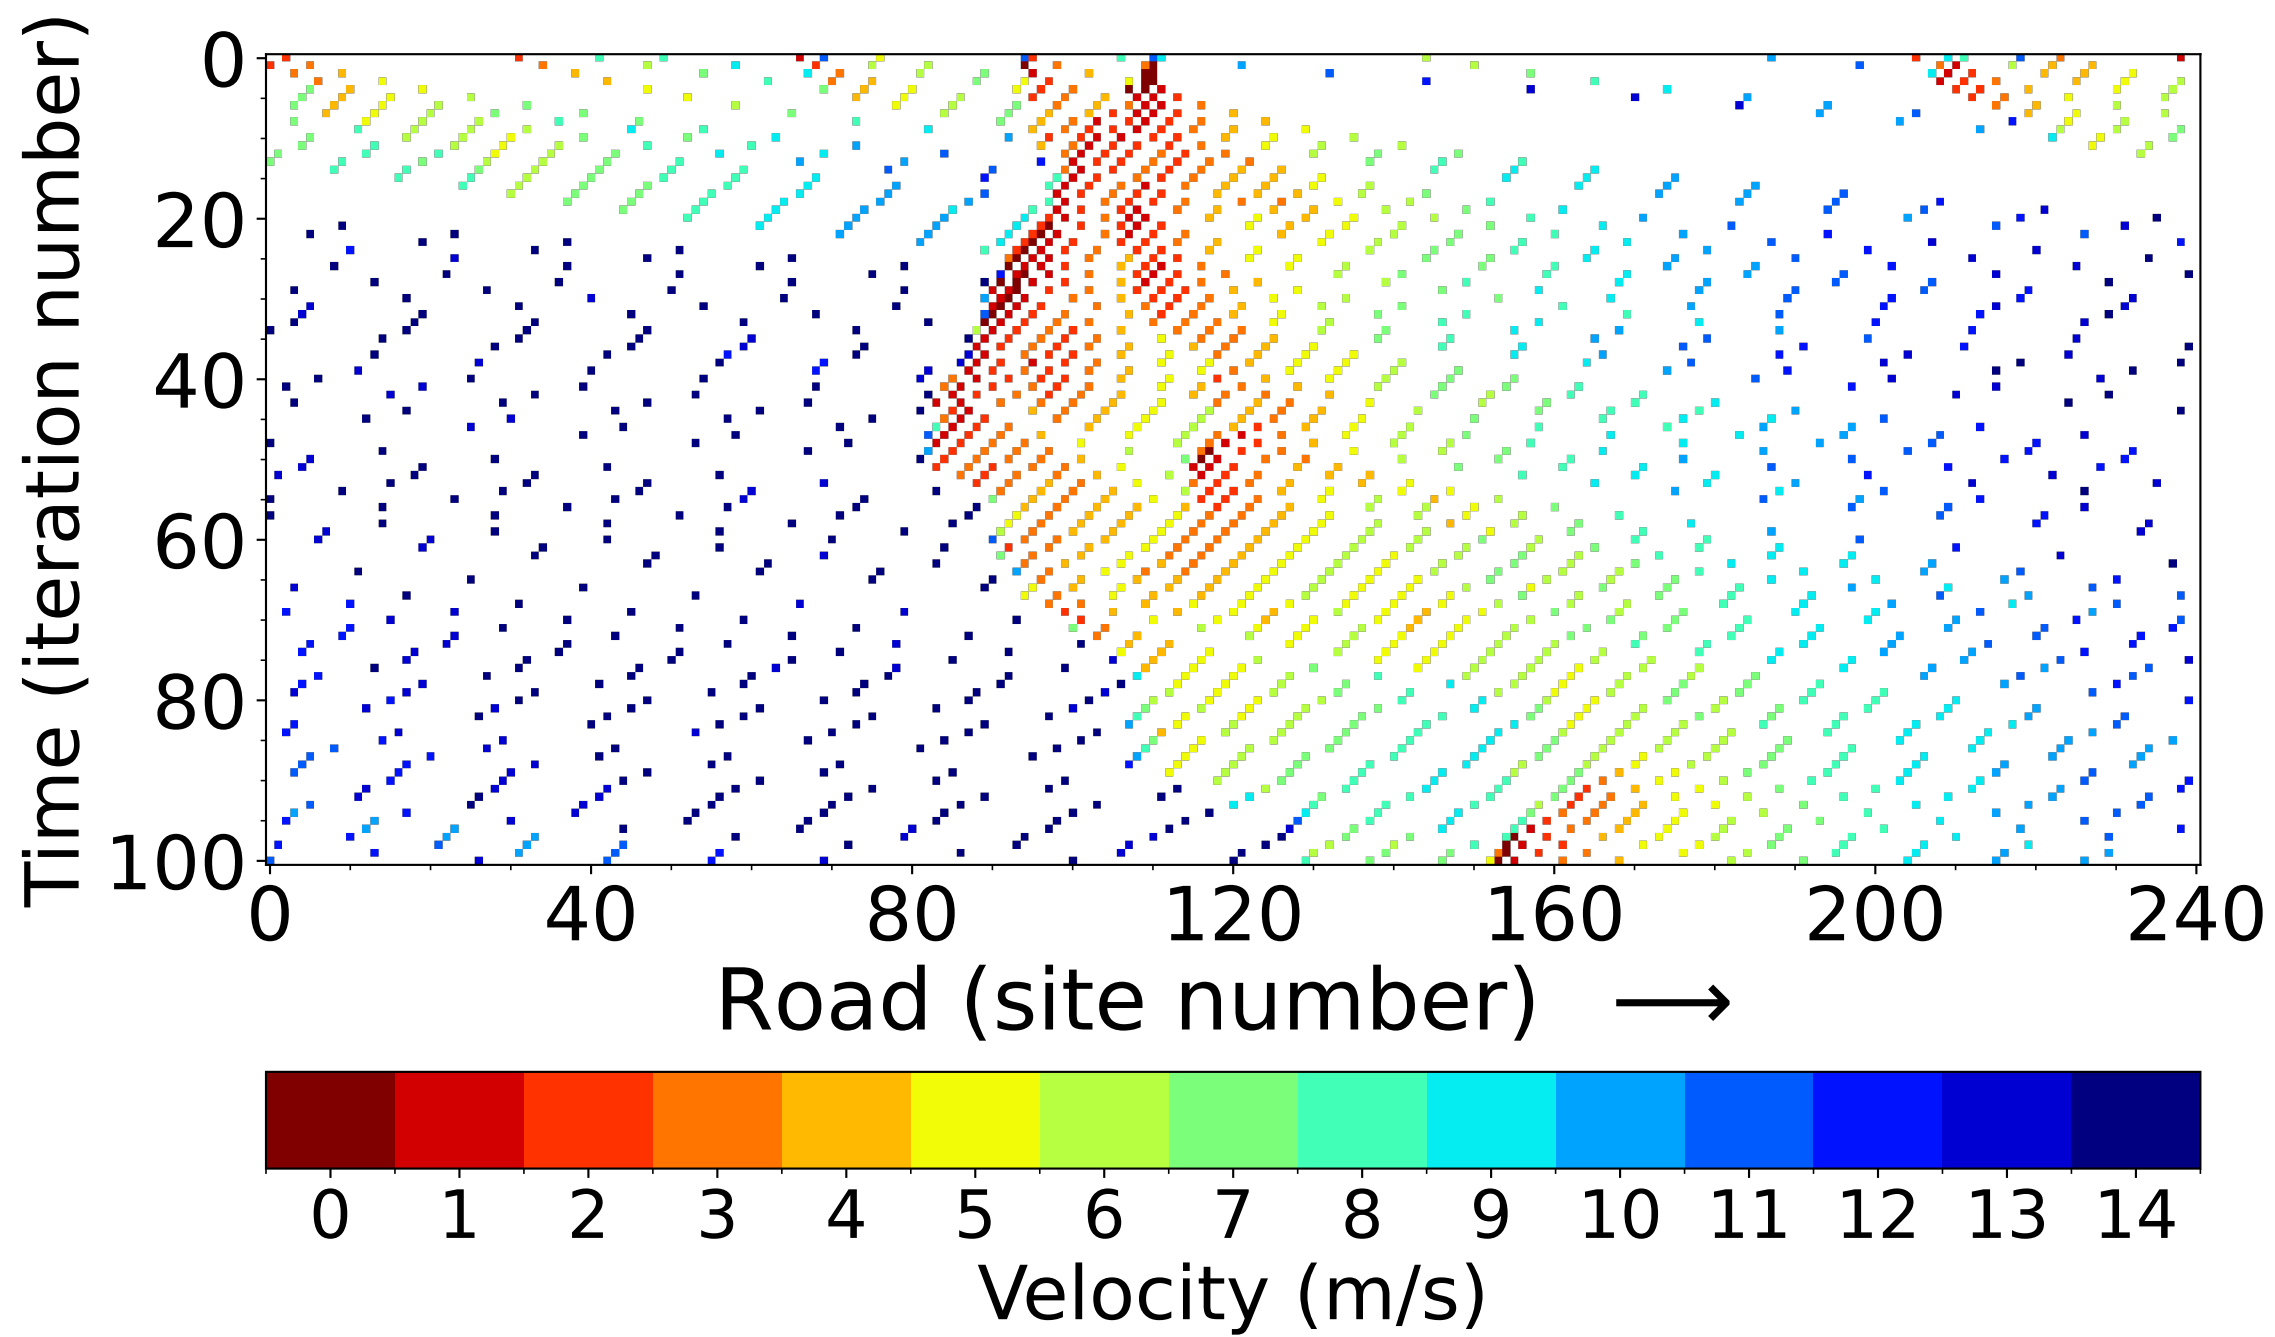 Time (iteration number)
0
20
40
60
80
100
0 40 80 120 160 200 240
Road (site number) ⟶
0 1 2 3 4 5 6 7 8 9 10 11 12 13 14
Velocity (m/s)